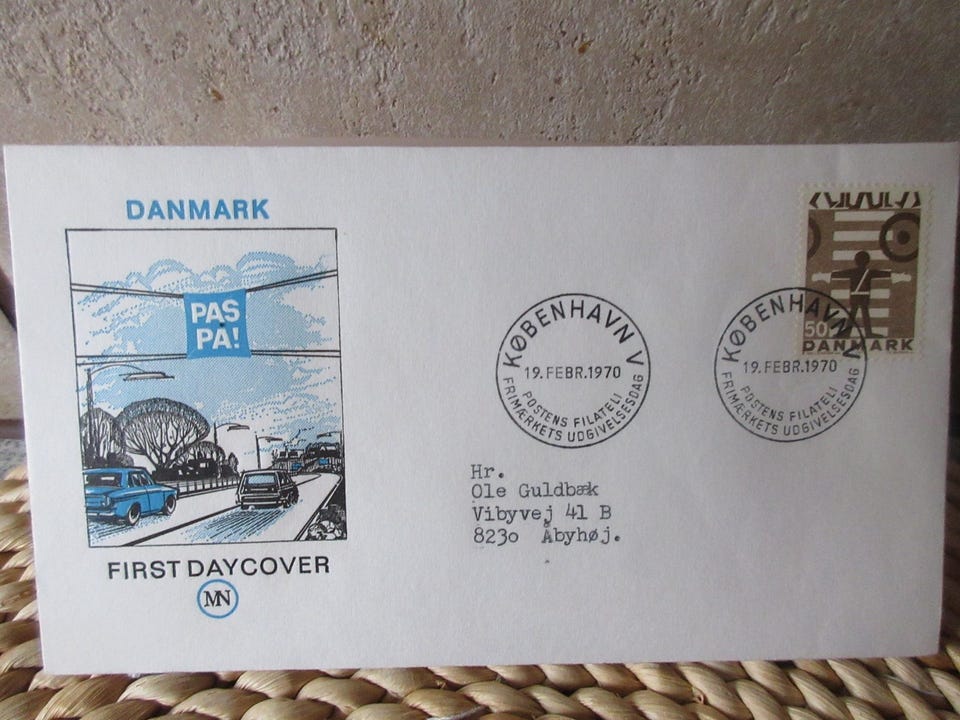 DANMARK
PAS
PÅ!
FIRST DAYCOVER
MN
KØBENHAVN V
19.FEBR.1970
POSTENS FILATELI
FRIMÆRKETS UDGIVELSESDAG
KØBENHAVN V
19.FEBR.1970
POSTENS FILATELI
FRIMÆRKETS UDGIVELSESDAG
50
DANMARK
Hr.
Ole Guldbæk
Vibyvej 41 B
823o Åbyhøj.